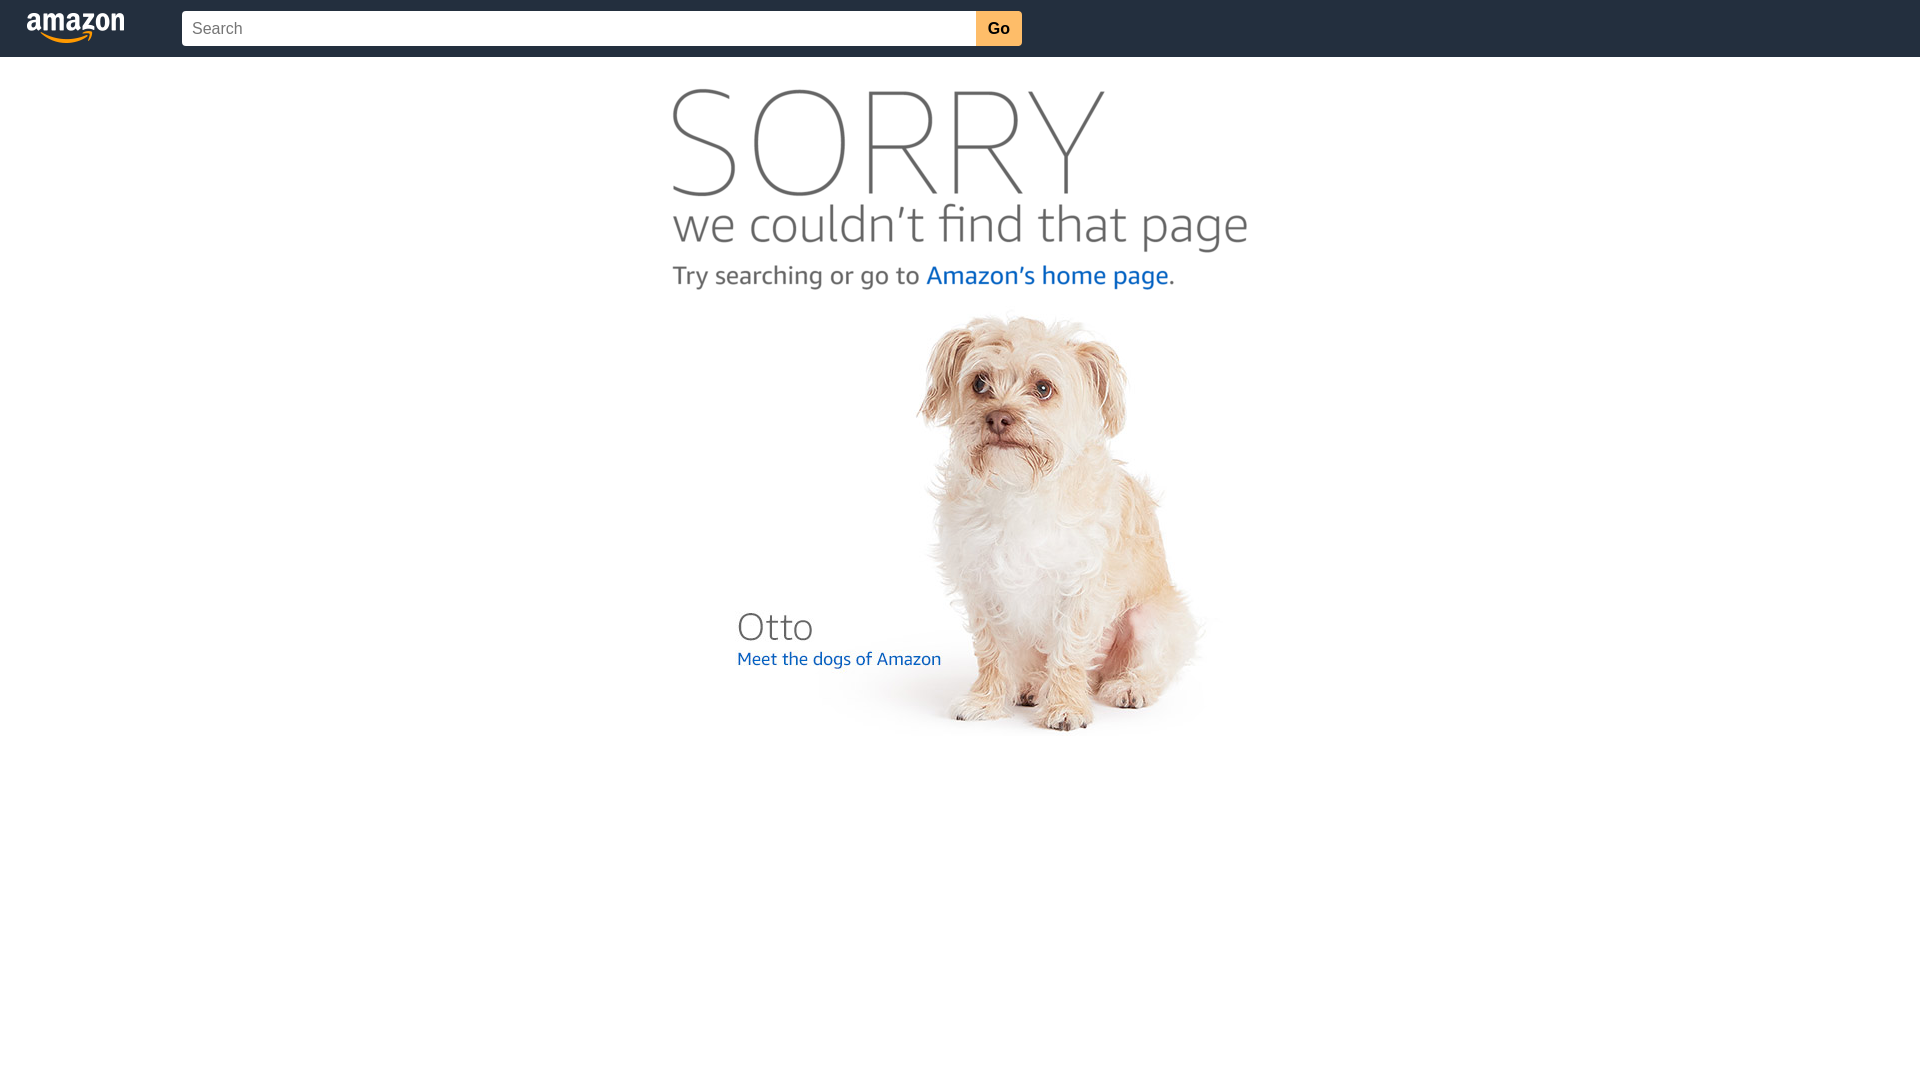 amazon
Search
Go
SORRY
we couldn't find that page
Try searching or go to Amazon's home page.
Otto
Meet the dogs of Amazon